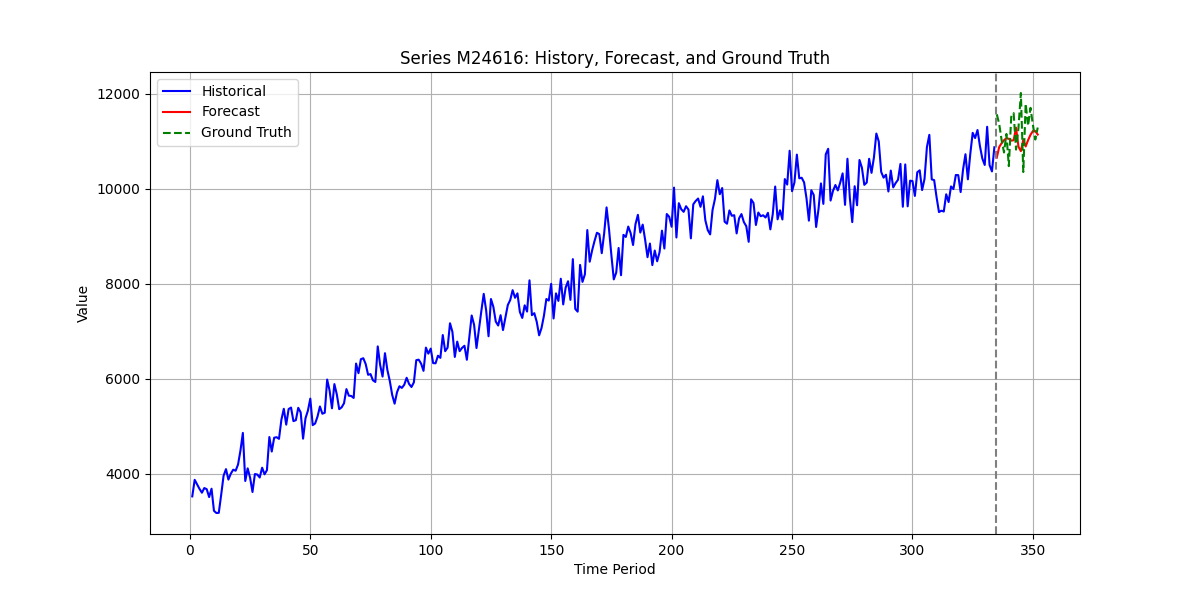 Series M24616: History, Forecast, and Ground Truth
Historical
Forecast
Ground Truth
12000
10000
8000
6000
4000
Value
0 50 100 150 200 250 300 350
Time Period